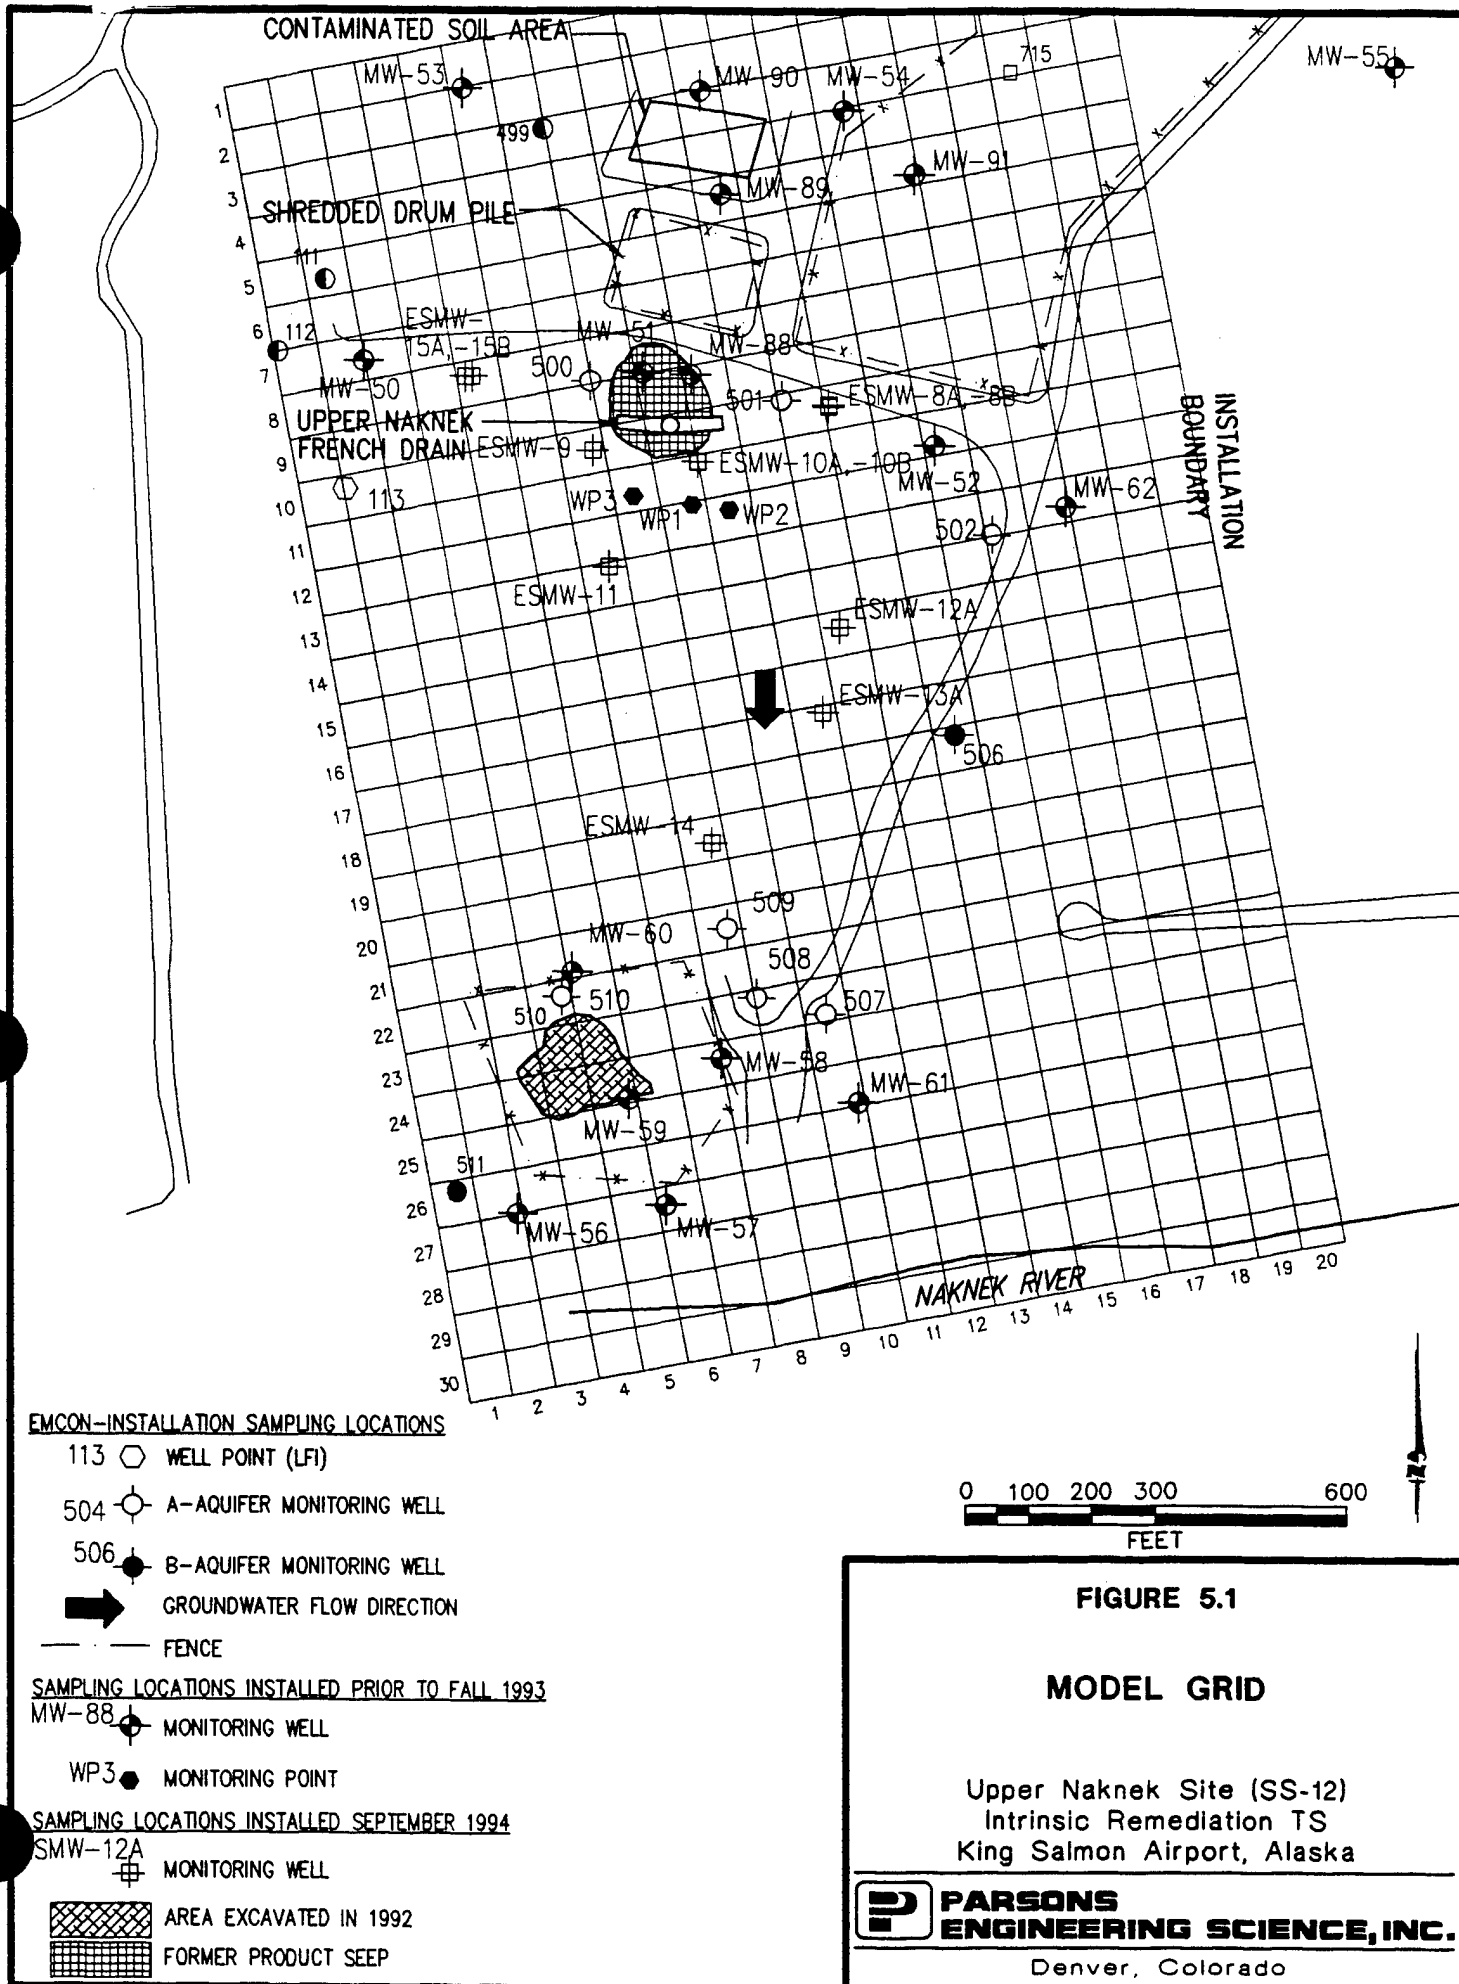 CONTAMINATED SOIL AREA
MW-53
MW-90
MW-54
715
MW-55
499
MW-91
MW-89
SHREDDED DRUM PILE
111
112
ESMW-
15A,-15B
MW-51
MW-88
MW-50
500
501
ESMW-8A,-8B
UPPER NAKNEK
FRENCH DRAIN
ESMW-9
ESMW-10A,-10B
MW-52
MW-62
INSTALLATION
BOUNDARY
113
WP3
WP1
WP2
502
ESMW-11
ESMW-12A
ESMW-13A
506
ESMW-14
509
MW-60
508
510
510
507
MW-58
MW-61
MW-59
511
MW-56
MW-57
NAKNEK RIVER
1
2
3
4
5
6
7
8
9
10
11
12
13
14
15
16
17
18
19
20
21
22
23
24
25
26
27
28
29
30
1 2 3 4 5 6 7 8 9 10 11 12 13 14 15 16 17 18 19 20
EMCON-INSTALLATION SAMPLING LOCATIONS
113 WELL POINT (LFI)
504 A-AQUIFER MONITORING WELL
506 B-AQUIFER MONITORING WELL
GROUNDWATER FLOW DIRECTION
FENCE
SAMPLING LOCATIONS INSTALLED PRIOR TO FALL 1993
MW-88 MONITORING WELL
WP3 MONITORING POINT
SAMPLING LOCATIONS INSTALLED SEPTEMBER 1994
SMW-12A
MONITORING WELL
AREA EXCAVATED IN 1992
FORMER PRODUCT SEEP
N
0 100 200 300 600
FEET
FIGURE 5.1
MODEL GRID
Upper Naknek Site (SS-12)
Intrinsic Remediation TS
King Salmon Airport, Alaska
PARSONS
ENGINEERING SCIENCE, INC.
Denver, Colorado